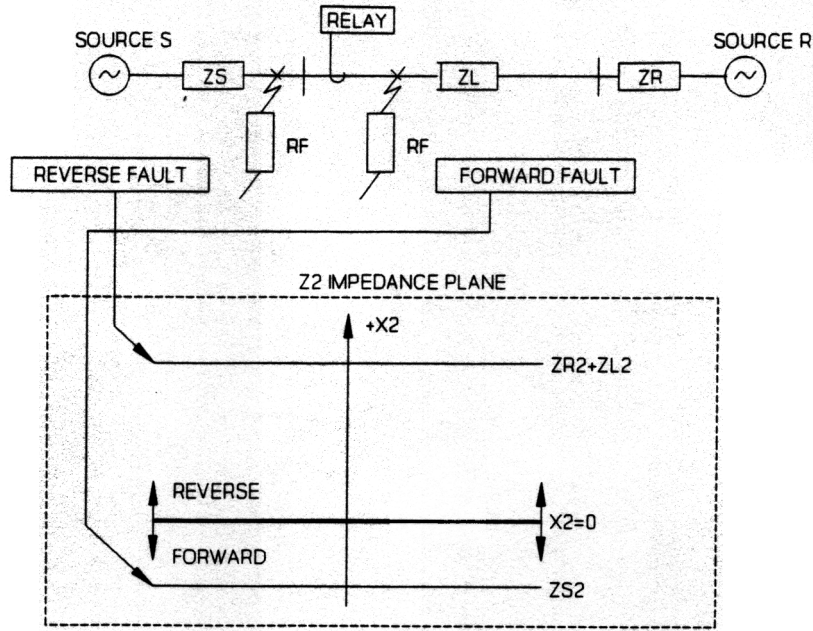 RELAY
SOURCE S
SOURCE R
~
ZS
ZL
ZR
~
RF
RF
REVERSE FAULT
FORWARD FAULT
Z2 IMPEDANCE PLANE
+X2
ZR2+ZL2
REVERSE
X2=0
FORWARD
ZS2